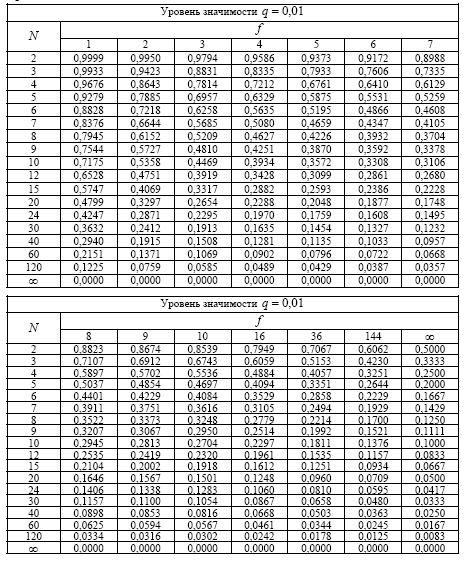 Уровень значимости q = 0,01
N f
1 2 3 4 5 6 7
2 0,9999 0,9950 0,9794 0,9586 0,9373 0,9172 0,8988
3 0,9933 0,9423 0,8831 0,8335 0,7933 0,7606 0,7335
4 0,9676 0,8643 0,7814 0,7212 0,6761 0,6410 0,6129
5 0,9279 0,7885 0,6957 0,6329 0,5875 0,5531 0,5259
6 0,8828 0,7218 0,6258 0,5635 0,5195 0,4866 0,4608
7 0,8376 0,6644 0,5685 0,5080 0,4659 0,4347 0,4105
8 0,7945 0,6152 0,5209 0,4627 0,4226 0,3932 0,3704
9 0,7544 0,5727 0,4810 0,4251 0,3870 0,3592 0,3378
10 0,7175 0,5358 0,4469 0,3934 0,3572 0,3308 0,3106
12 0,6528 0,4751 0,3919 0,3428 0,3099 0,2861 0,2680
15 0,5747 0,4069 0,3317 0,2882 0,2593 0,2386 0,2228
20 0,4799 0,3297 0,2654 0,2288 0,2048 0,1877 0,1748
24 0,4247 0,2871 0,2295 0,1970 0,1759 0,1608 0,1495
30 0,3632 0,2412 0,1913 0,1635 0,1454 0,1327 0,1232
40 0,2940 0,1915 0,1508 0,1281 0,1135 0,1033 0,0957
60 0,2151 0,1371 0,1069 0,0902 0,0796 0,0722 0,0668
120 0,1225 0,0759 0,0585 0,0489 0,0429 0,0387 0,0357
∞ 0,0000 0,0000 0,0000 0,0000 0,0000 0,0000 0,0000
Уровень значимости q = 0,01
N f
8 9 10 16 36 144 ∞
2 0,8823 0,8674 0,8539 0,7949 0,7067 0,6062 0,5000
3 0,7107 0,6912 0,6743 0,6059 0,5153 0,4230 0,3333
4 0,5897 0,5702 0,5536 0,4884 0,4057 0,3251 0,2500
5 0,5037 0,4854 0,4697 0,4094 0,3351 0,2644 0,2000
6 0,4401 0,4229 0,4084 0,3529 0,2858 0,2229 0,1667
7 0,3911 0,3751 0,3616 0,3105 0,2494 0,1929 0,1429
8 0,3522 0,3373 0,3248 0,2779 0,2214 0,1700 0,1250
9 0,3207 0,3067 0,2950 0,2514 0,1992 0,1521 0,1111
10 0,2945 0,2813 0,2704 0,2297 0,1811 0,1376 0,1000
12 0,2535 0,2419 0,2320 0,1961 0,1535 0,1157 0,0833
15 0,2104 0,2002 0,1918 0,1612 0,1251 0,0934 0,0667
20 0,1646 0,1567 0,1501 0,1248 0,0960 0,0709 0,0500
24 0,1406 0,1338 0,1283 0,1060 0,0810 0,0595 0,0417
30 0,1157 0,1100 0,1054 0,0867 0,0658 0,0480 0,0333
40 0,0898 0,0853 0,0816 0,0668 0,0503 0,0363 0,0250
60 0,0625 0,0594 0,0567 0,0461 0,0344 0,0245 0,0167
120 0,0334 0,0316 0,0302 0,0242 0,0178 0,0125 0,0083
∞ 0,0000 0,0000 0,0000 0,0000 0,0000 0,0000 0,0000